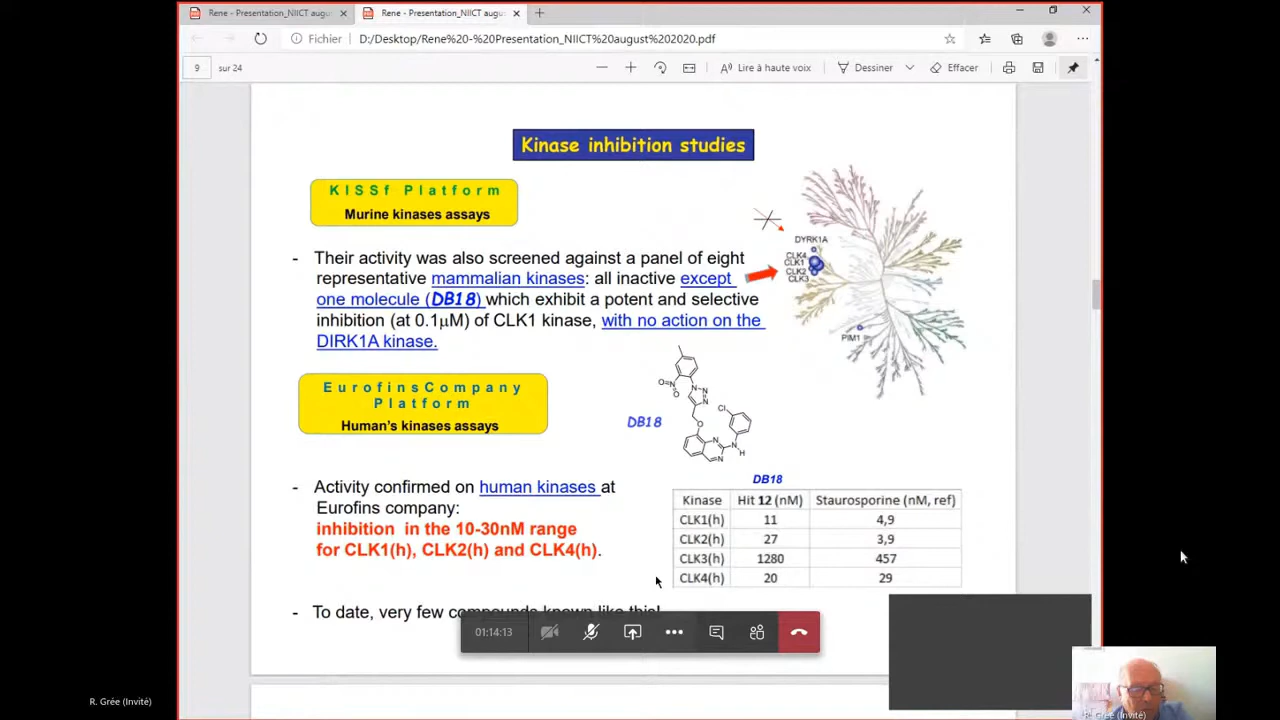 Rene - Presentation_NIICT augu
Rene - Presentation_NIICT augus
Fichier
D:/Desktop/Rene%20-%20Presentation_NIICT%20august%202020.pdf
9 sur 24
Lire à haute voix
Dessiner
Effacer
Kinase inhibition studies
KISSf Platform
Murine kinases assays
- Their activity was also screened against a panel of eight
representative mammalian kinases: all inactive except
one molecule (DB18) which exhibit a potent and selective
inhibition (at 0.1µM) of CLK1 kinase, with no action on the
DIRK1A kinase.
DYRK1A
CLK4
CLK1
CLK2
CLK3
PIM1
Eurofins Company
Platform
Human's kinases assays
DB18
O
N
O
N
N
N
O
Cl
N
N
N
H
- Activity confirmed on human kinases at
Eurofins company:
inhibition in the 10-30nM range
for CLK1(h), CLK2(h) and CLK4(h).
DB18
Kinase Hit 12 (nM) Staurosporine (nM, ref)
CLK1(h) 11 4,9
CLK2(h) 27 3,9
CLK3(h) 1280 457
CLK4(h) 20 29
- To date, very few compounds known like this!
01:14:13
R. Grée (Invité)
R. Grée (Invité)